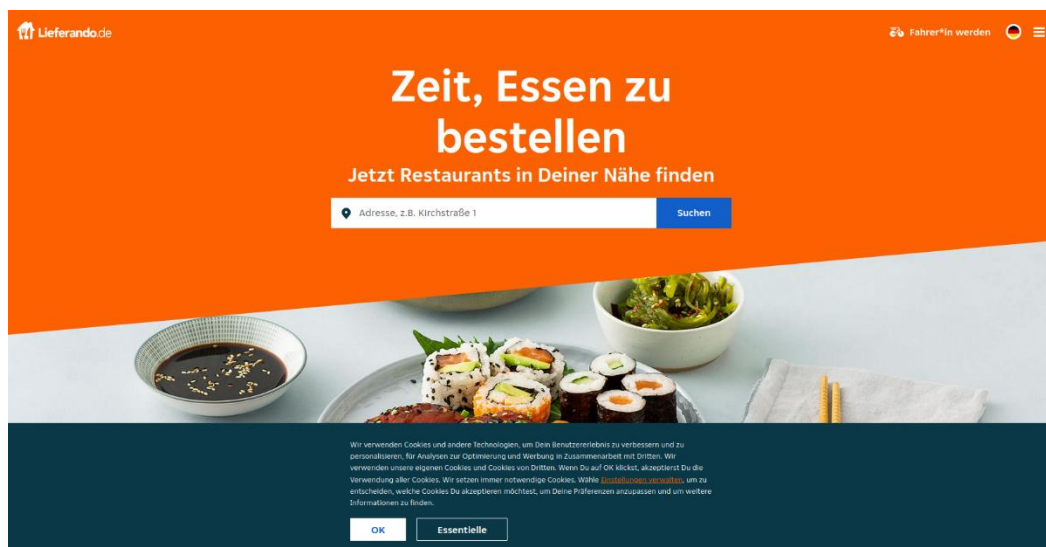 Lieferando.de
Fahrer*in werden
Zeit, Essen zu
bestellen
Jetzt Restaurants in Deiner Nähe finden
Adresse, z.B. Kirchstraße 1
Suchen
Wir verwenden Cookies und andere Technologien, um Dein Benutzererlebnis zu verbessern und zu
personalisieren, für Analysen zur Optimierung und Werbung in Zusammenarbeit mit Dritten. Wir
verwenden unsere eigenen Cookies und Cookies von Dritten. Wenn Du auf OK klickst, akzeptierst Du die
Verwendung aller Cookies. Wir setzen immer notwendige Cookies. Wähle Einstellungen verwalten, um zu
entscheiden, welche Cookies Du akzeptieren möchtest, um Deine Präferenzen anzupassen und um weitere
Informationen zu finden.
OK
Essentielle